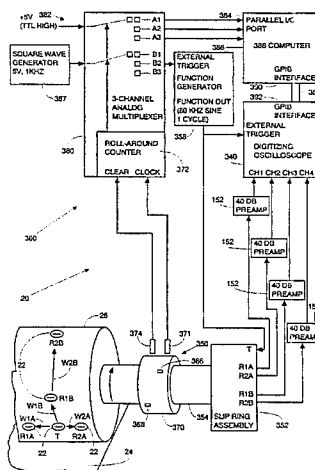 +5V
(TTL HIGH)
382
SQUARE WAVE
GENERATOR
5V, 1KHZ
387
380
A1
A2
A3
B1
B2
B3
3-CHANNEL
ANALOG
MULTIPLEXER
ROLL-AROUND
COUNTER
372
CLEAR CLOCK
384
386
EXTERNAL
TRIGGER
FUNCTION
GENERATOR
FUNCTION OUT
SINE
1 CYCLE)
358
PARALLEL I/O
PORT
386 COMPUTER
GPIB
INTERFACE
390
392
GPIB
INTERFACE
EXTERNAL
TRIGGER
DIGITIZING
OSCILLOSCOPE
340
CH1 CH2 CH3 CH4
152
40 DB
PREAMP
152
40 DB
PREAMP
152
40 DB
PREAMP
40 DB
PREAMP
360
20
374
371
350
366
368
370
354
T
R1A
R2A
R1B
R2B
SLIP RING
ASSEMBLY
352
26
R2B
22
W2B
R1B
W1B
W1A
W2A
R1A
T
R2A
22
22
24